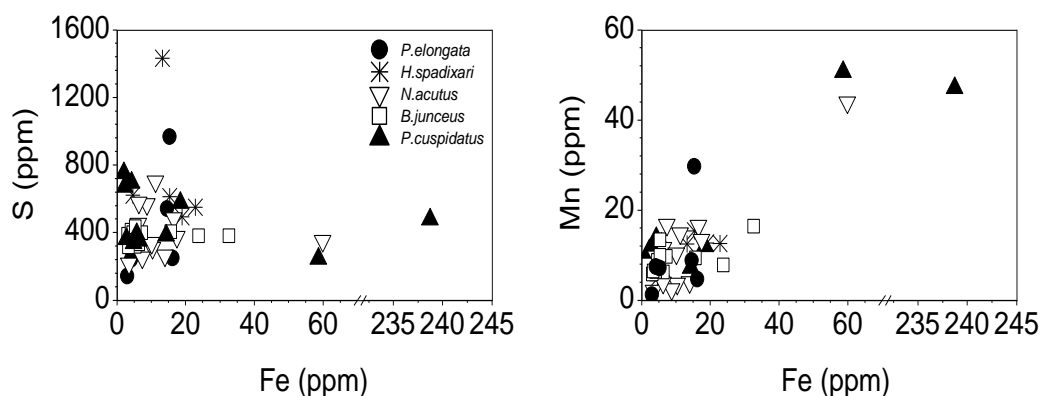 1600
1200
800
400
0
S (ppm)
P.elongata
H.spadixari
N.acutus
B.junceus
P.cuspidatus
0 20 40 60 235 240 245
Fe (ppm)
60
40
20
0
Mn (ppm)
0 20 40 60 235 240 245
Fe (ppm)